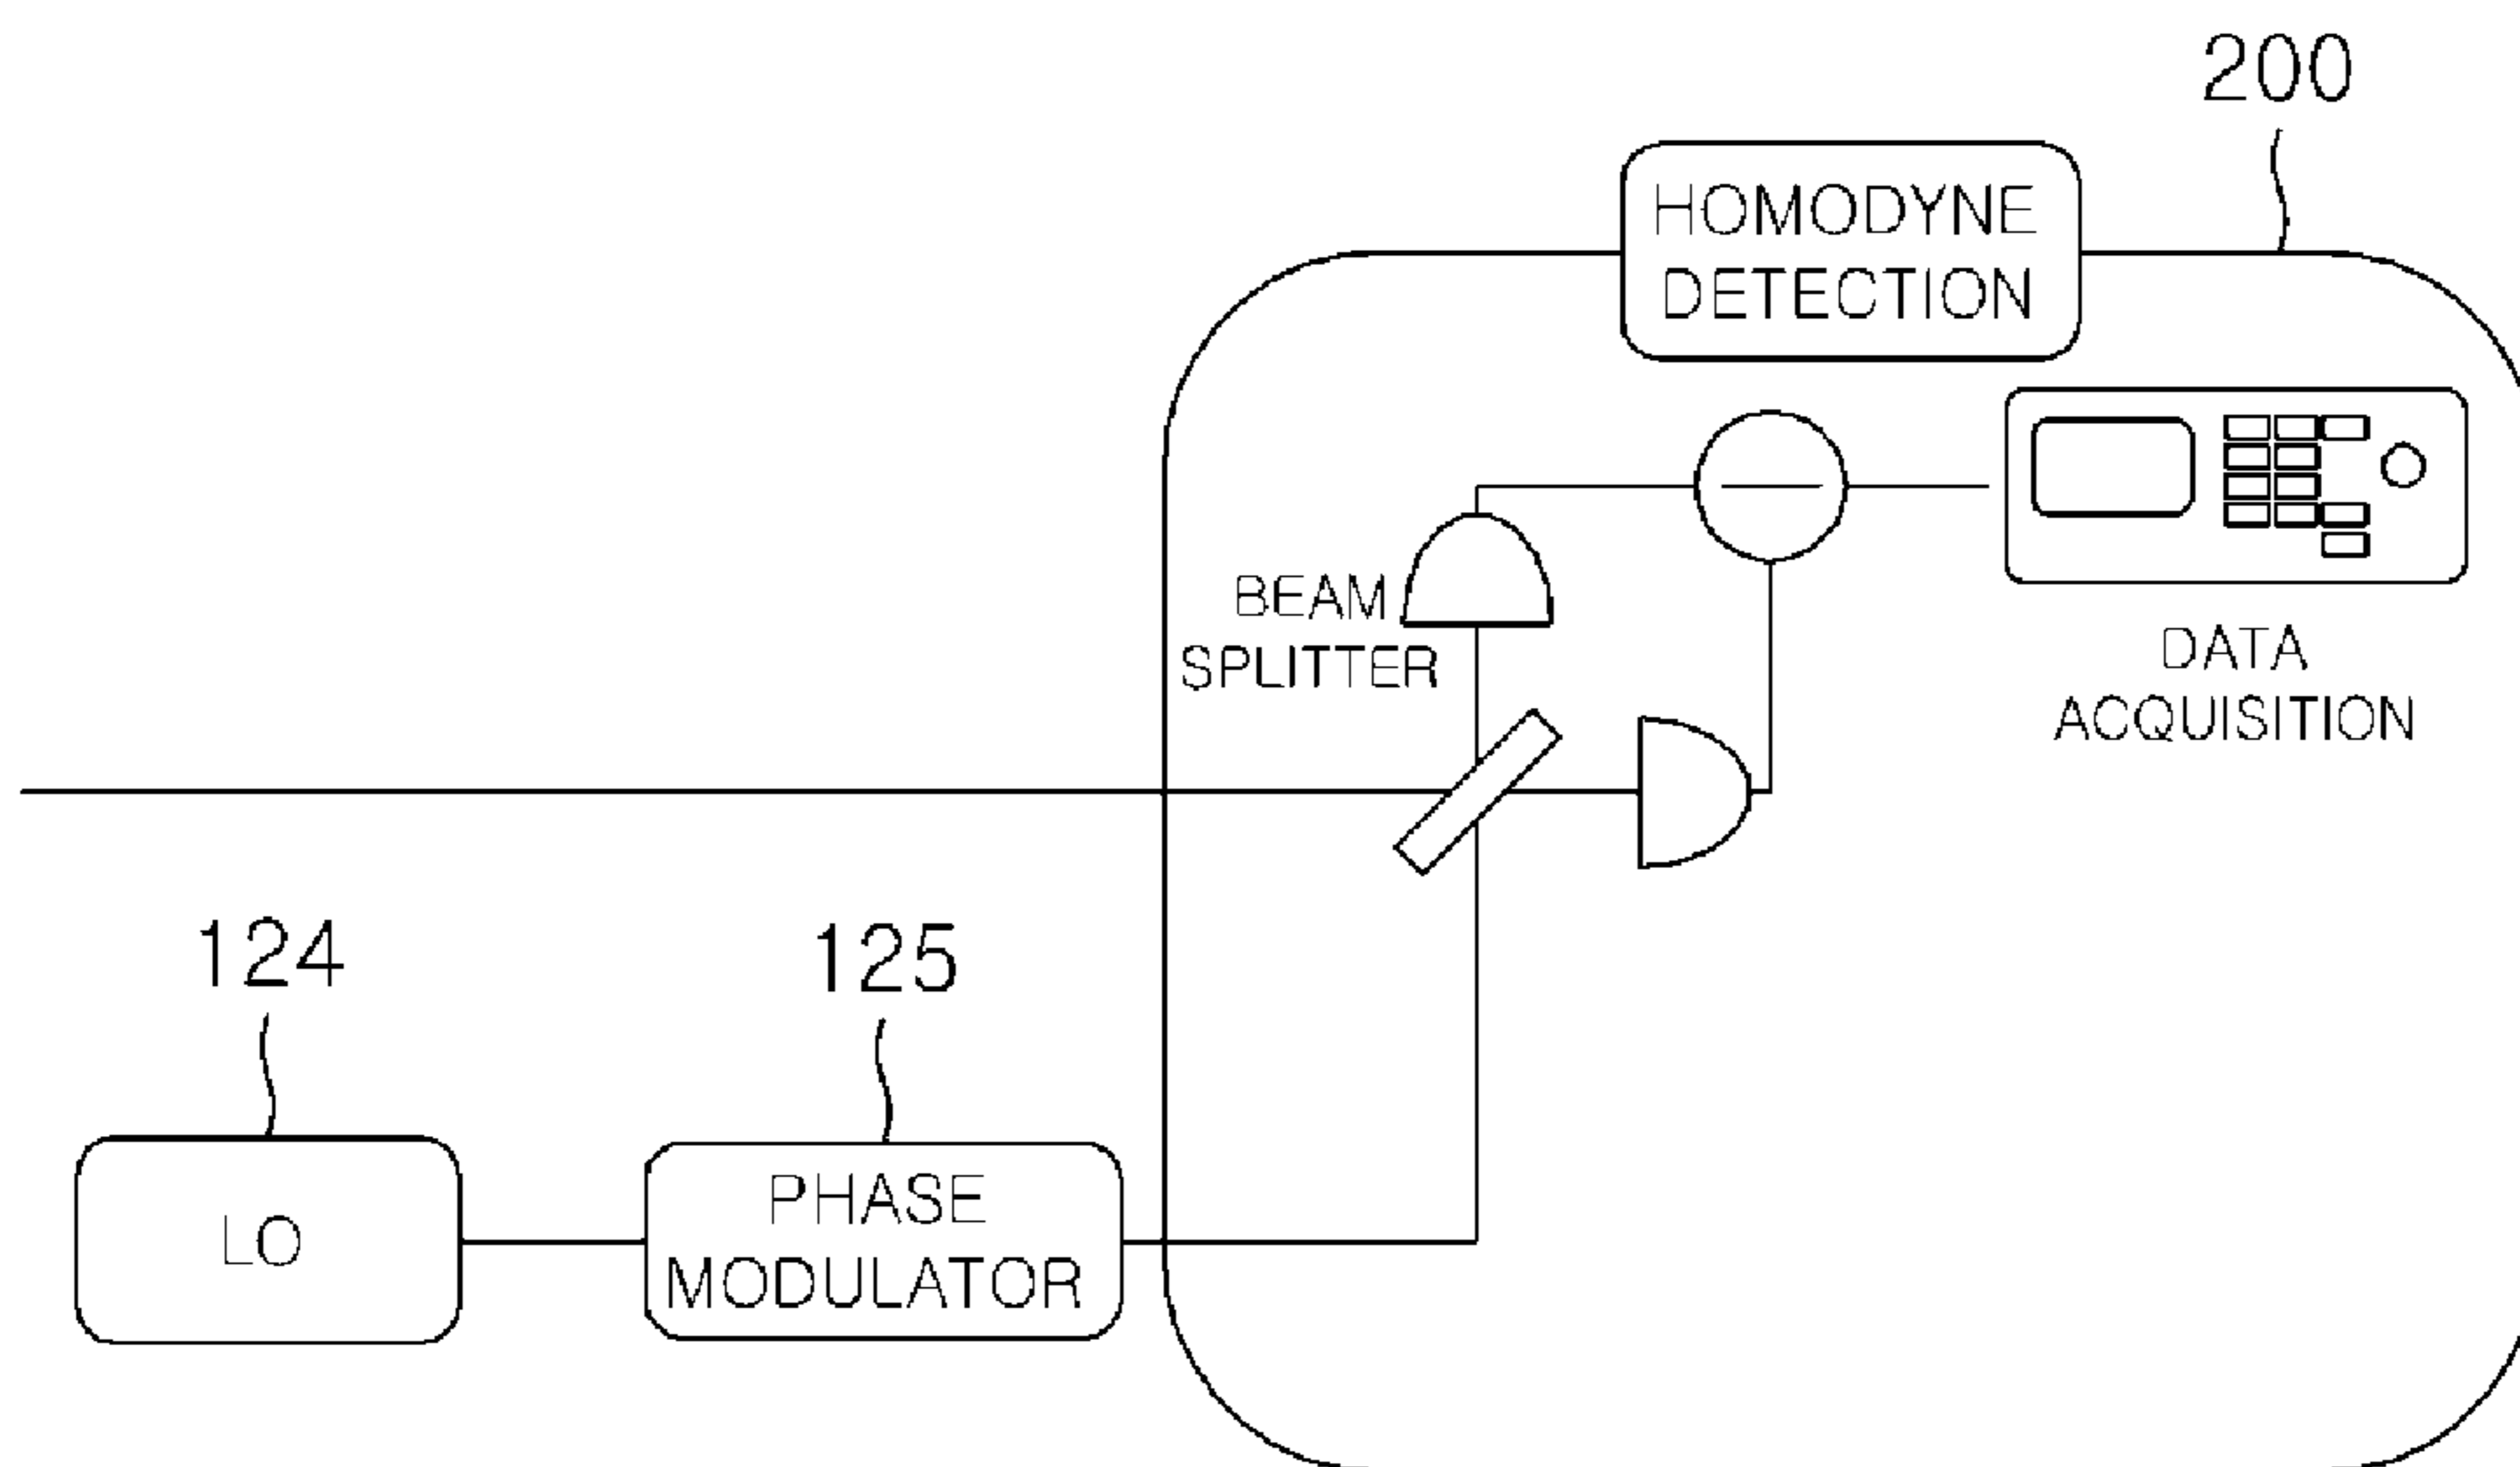 200
HOMODYNE
DETECTION
BEAM
SPLITTER
DATA
ACQUISITION
124
125
LO
PHASE
MODULATOR